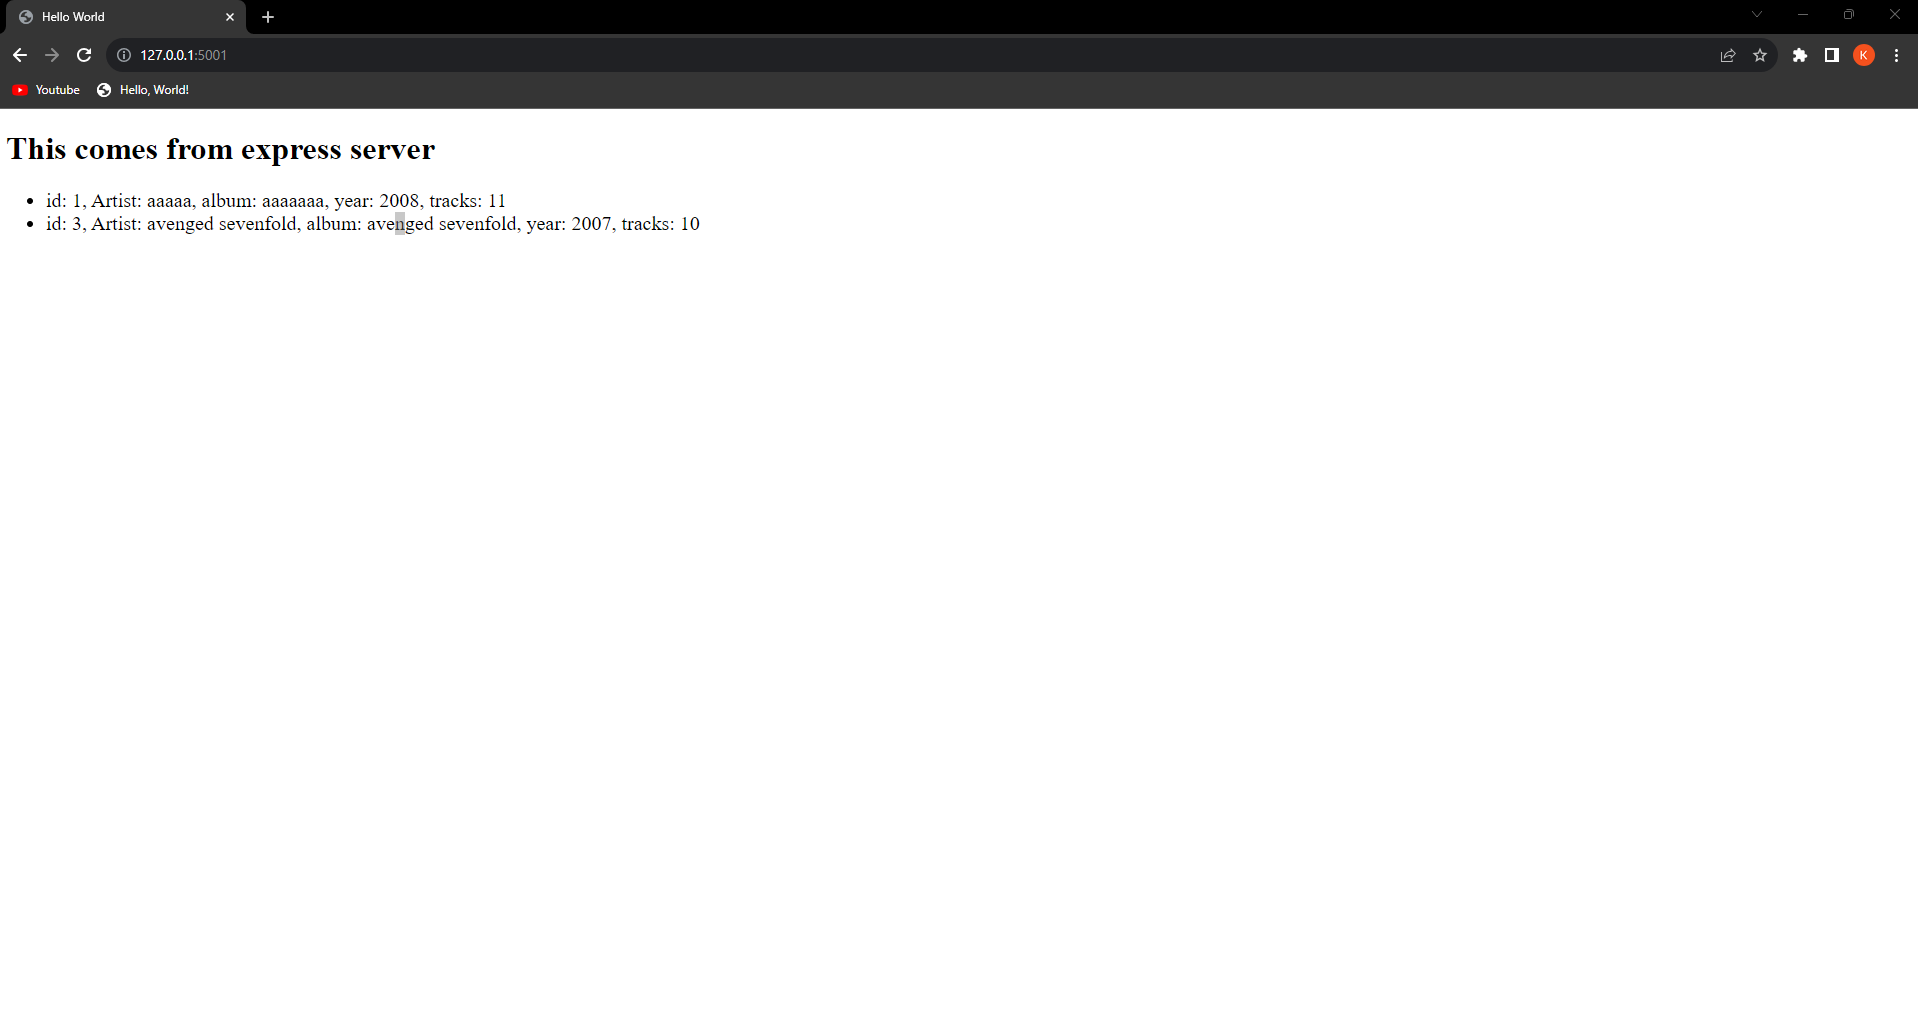 Hello World
127.0.0.1:5001
K
Youtube
Hello, World!
This comes from express server
id: 1, Artist: aaaaa, album: aaaaaaa, year: 2008, tracks: 11
id: 3, Artist: avenged sevenfold, album: avenged sevenfold, year: 2007, tracks: 10